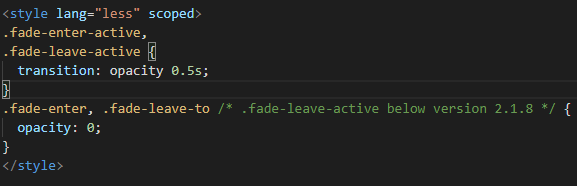 <style lang="less" scoped>
.fade-enter-active,
.fade-leave-active {
  transition: opacity 0.5s;
}
.fade-enter, .fade-leave-to /* .fade-leave-active below version 2.1.8 */ {
  opacity: 0;
}
</style>